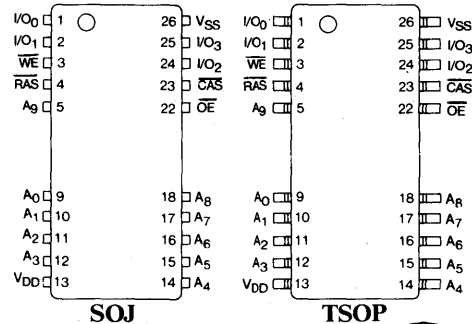 I/O0 1 26 VSS
I/O1 2 25 I/O3
WE 3 24 I/O2
RAS 4 23 CAS
A9 5 22 OE
A0 9 18 A8
A1 10 17 A7
A2 11 16 A6
A3 12 15 A5
VDD 13 14 A4
SOJ
I/O0 1 26 VSS
I/O1 2 25 I/O3
WE 3 24 I/O2
RAS 4 23 CAS
A9 5 22 OE
A0 9 18 A8
A1 10 17 A7
A2 11 16 A6
A3 12 15 A5
VDD 13 14 A4
TSOP